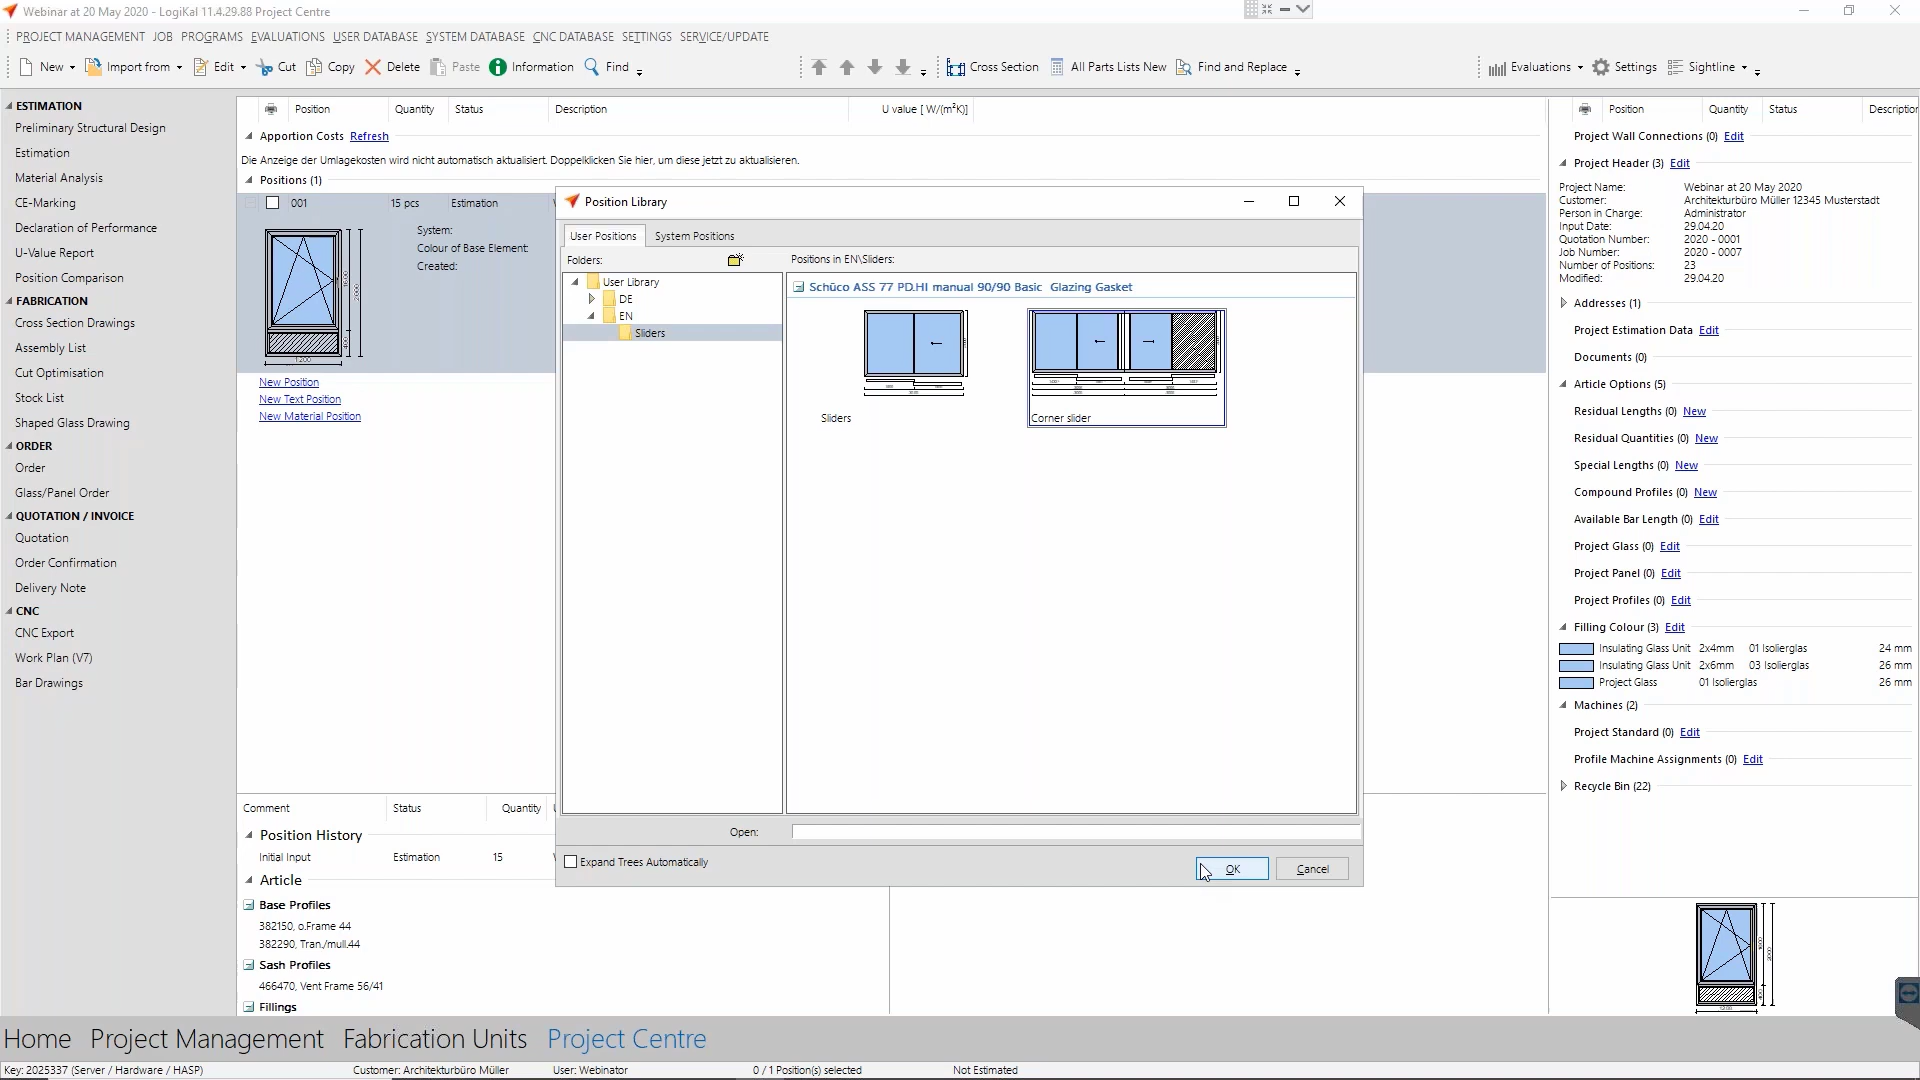 Webinar at 20 May 2020 - LogiKal 11.4.29.88 Project Centre
PROJECT MANAGEMENT JOB PROGRAMS EVALUATIONS USER DATABASE SYSTEM DATABASE CNC DATABASE SETTINGS SERVICE/UPDATE
New Import from Edit Cut Copy Delete Paste Information Find Cross Section All Parts Lists New Find and Replace Evaluations Settings Sightline
ESTIMATION
Preliminary Structural Design
Estimation
Material Analysis
CE-Marking
Declaration of Performance
U-Value Report
Position Comparison
FABRICATION
Cross Section Drawings
Assembly List
Cut Optimisation
Stock List
Shaped Glass Drawing
ORDER
Order
Glass/Panel Order
QUOTATION / INVOICE
Quotation
Order Confirmation
Delivery Note
CNC
CNC Export
Work Plan (V7)
Bar Drawings
Position Quantity Status Description U value [ W/(m²K)]
Apportion Costs Refresh
Die Anzeige der Umlagekosten wird nicht automatisch aktualisiert. Doppelklicken Sie hier, um diese jetzt zu aktualisieren.
Positions (1)
001 15 pcs Estimation
System:
Colour of Base Element:
Created:
1200
New Position
New Text Position
New Material Position
Position Library
User Positions System Positions
Folders:
Positions in EN\Sliders:
User Library
DE
EN
Sliders
Schüco ASS 77 PD.HI manual 90/90 Basic Glazing Gasket
Sliders
Corner slider
Open:
Expand Trees Automatically
OK Cancel
Comment Status Quantity
Position History
Initial Input Estimation 15
Article
Base Profiles
382150, o.Frame 44
382290, Tran./mull.44
Sash Profiles
466470, Vent Frame 56/41
Fillings
Position Quantity Status Description
Project Wall Connections (0) Edit
Project Header (3) Edit
Project Name: Webinar at 20 May 2020
Customer: Architekturbüro Müller 12345 Musterstadt
Person in Charge: Administrator
Input Date: 29.04.20
Quotation Number: 2020 - 0001
Job Number: 2020 - 0007
Number of Positions: 23
Modified: 29.04.20
Addresses (1)
Project Estimation Data Edit
Documents (0)
Article Options (5)
Residual Lengths (0) New
Residual Quantities (0) New
Special Lengths (0) New
Compound Profiles (0) New
Available Bar Length (0) Edit
Project Glass (0) Edit
Project Panel (0) Edit
Project Profiles (0) Edit
Filling Colour (3) Edit
Insulating Glass Unit 2x4mm 01 Isolierglas 24 mm
Insulating Glass Unit 2x6mm 03 Isolierglas 26 mm
Project Glass 01 Isolierglas 26 mm
Machines (2)
Project Standard (0) Edit
Profile Machine Assignments (0) Edit
Recycle Bin (22)
Home Project Management Fabrication Units Project Centre
Key: 2025337 (Server / Hardware / HASP) Customer: Architekturbüro Müller User: Webinator 0 / 1 Position(s) selected Not Estimated